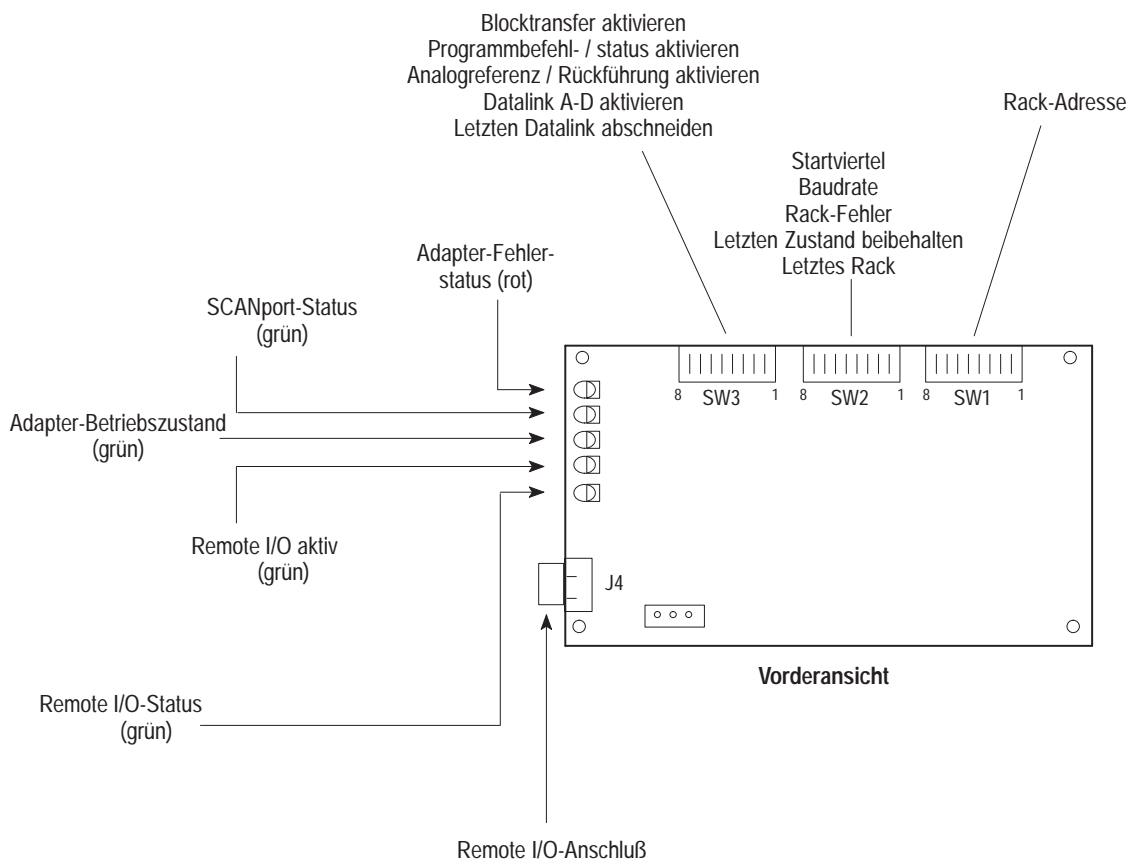 Blocktransfer aktivieren
Programmbefehl- / status aktivieren
Analogreferenz / Rückführung aktivieren
Datalink A-D aktivieren
Letzten Datalink abschneiden
Rack-Adresse
Startviertel
Baudrate
Rack-Fehler
Letzten Zustand beibehalten
Letztes Rack
Adapter-Fehler-
status (rot)
SCANport-Status
(grün)
Adapter-Betriebszustand
(grün)
Remote I/O aktiv
(grün)
Remote I/O-Status
(grün)
8 SW3 1 8 SW2 1 8 SW1 1
J4
Vorderansicht
Remote I/O-Anschluß